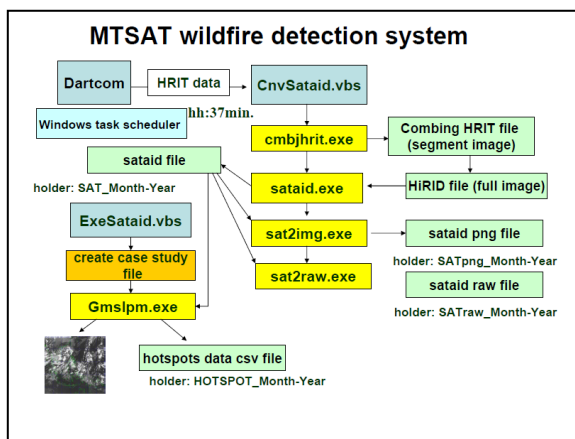 MTSAT wildfire detection system
Dartcom
HRIT data
CnvSataid.vbs
hh:37min.
Windows task scheduler
cmbjhrit.exe
Combing HRIT file
(segment image)
sataid file
holder: SAT_Month-Year
sataid.exe
HiRID file (full image)
ExeSataid.vbs
sat2img.exe
sataid png file
holder: SATpng_Month-Year
create case study
file
sat2raw.exe
sataid raw file
holder: SATraw_Month-Year
Gmslpm.exe
hotspots data csv file
holder: HOTSPOT_Month-Year